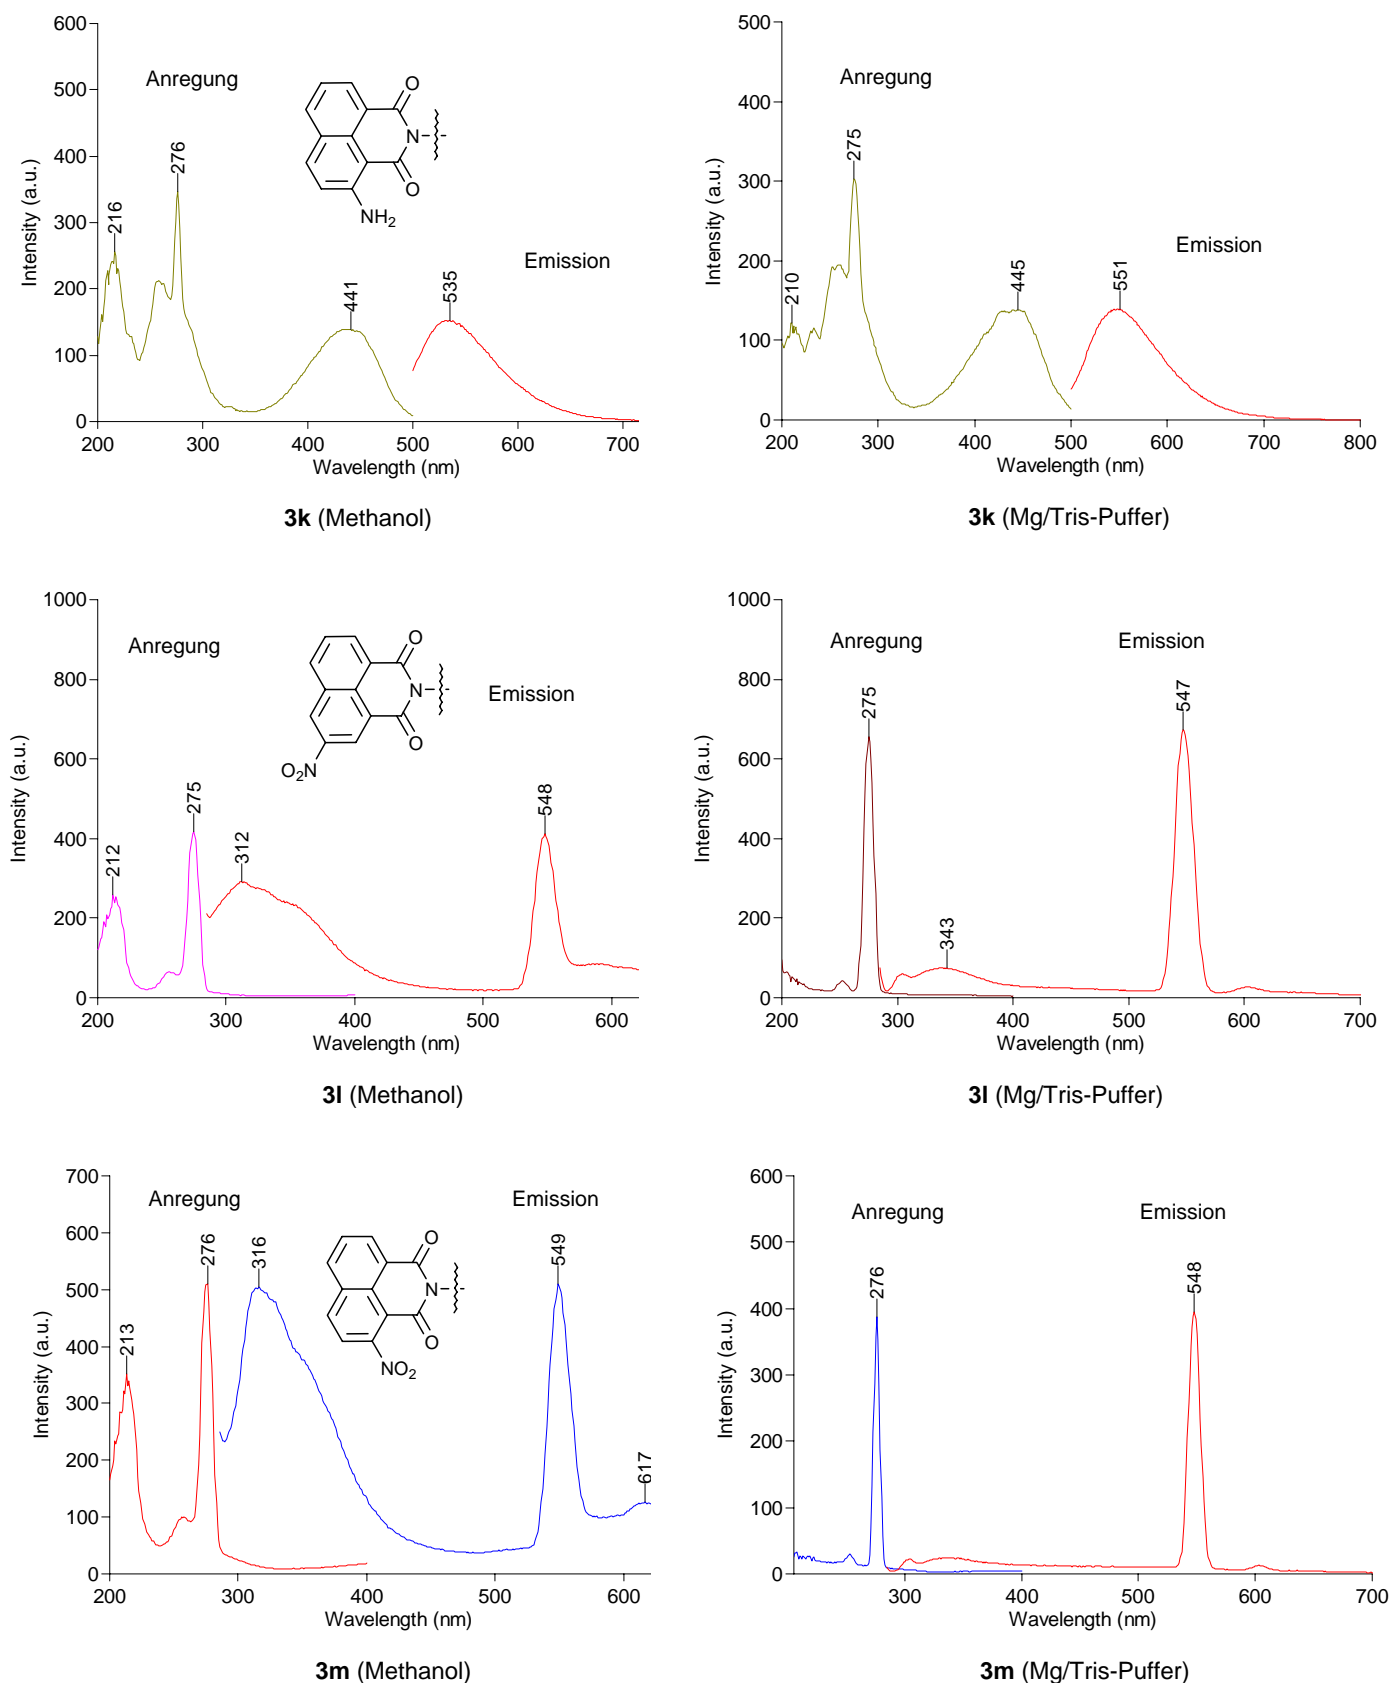 600
500
400
300
200
100
0
200
300
400
500
600
700
Intensity (a.u.)
Wavelength (nm)
Anregung
Emission
216
276
441
535
O
N
O
NH2
3k (Methanol)
500
400
300
200
100
0
200
300
400
500
600
700
800
Intensity (a.u.)
Wavelength (nm)
Anregung
Emission
210
275
445
551
3k (Mg/Tris-Puffer)
1000
800
600
400
200
0
200
300
400
500
600
Intensity (a.u.)
Wavelength (nm)
Anregung
Emission
212
275
312
548
O
N
O
O2N
3l (Methanol)
1000
800
600
400
200
0
200
300
400
500
600
700
Intensity (a.u.)
Wavelength (nm)
Anregung
Emission
275
343
547
3l (Mg/Tris-Puffer)
700
600
500
400
300
200
100
0
200
300
400
500
600
Intensity (a.u.)
Wavelength (nm)
Anregung
Emission
213
276
316
549
617
O
N
O
NO2
3m (Methanol)
600
500
400
300
200
100
0
300
400
500
600
700
Intensity (a.u.)
Wavelength (nm)
Anregung
Emission
276
548
3m (Mg/Tris-Puffer)